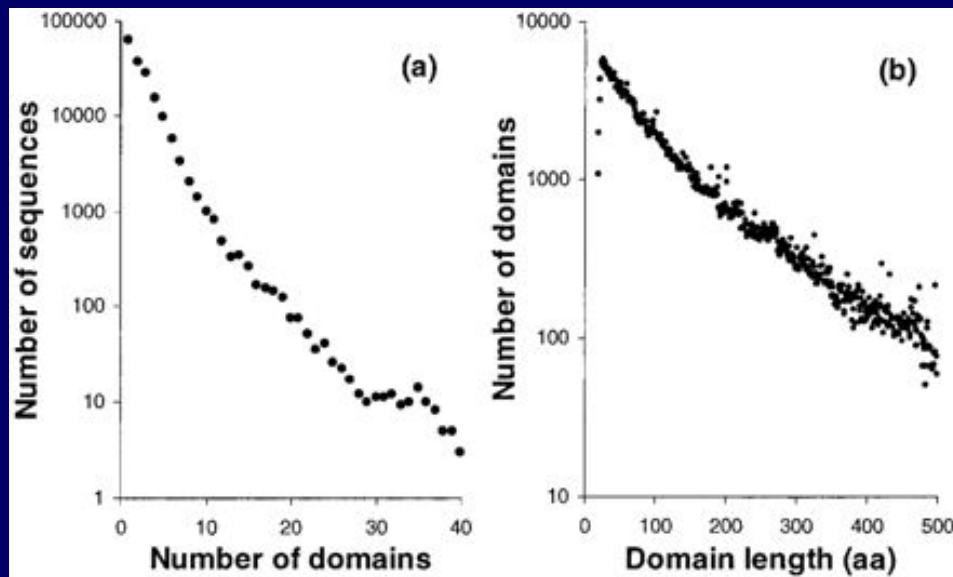 (a)
Number of sequences
100000
10000
1000
100
10
1
0 10 20 30 40
Number of domains
(b)
Number of domains
10000
1000
100
10
0 100 200 300 400 500
Domain length (aa)